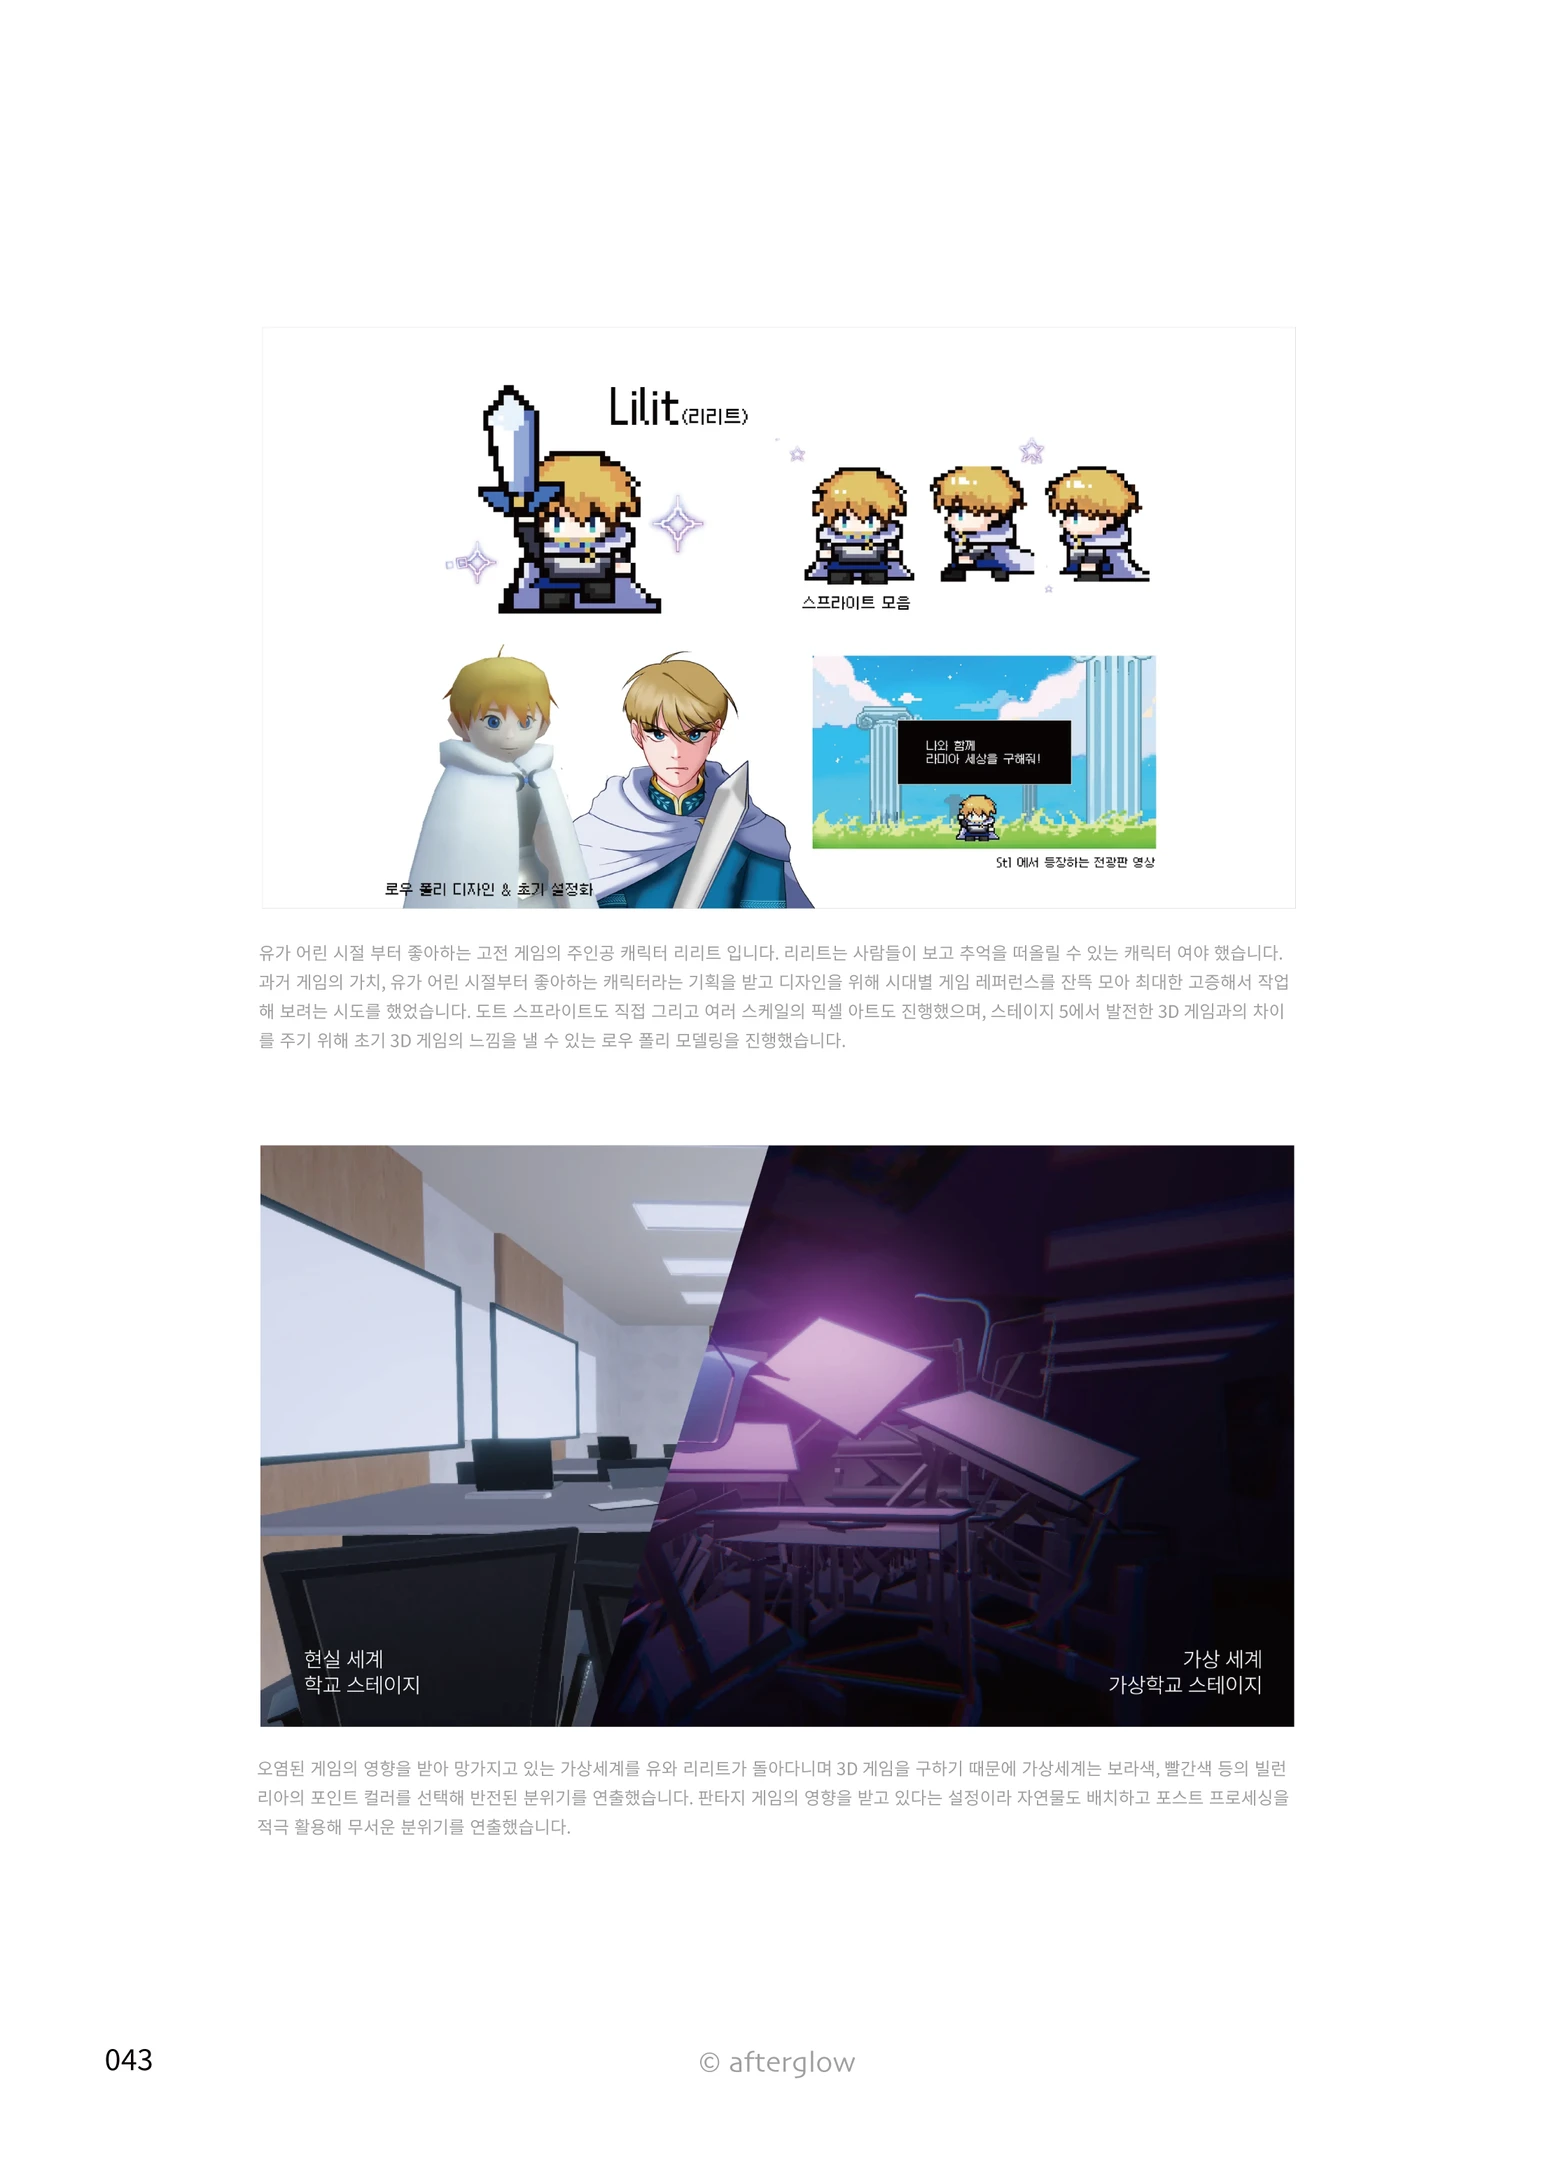 Lilit(리리트)
스프라이트 모음
나와 함께
라미아 세상을 구해줘!
St1 에서 등장하는 전광판 영상
로우 폴리 디자인 & 초기 설정화
유가 어린 시절 부터 좋아하는 고전 게임의 주인공 캐릭터 리리트 입니다. 리리트는 사람들이 보고 추억을 떠올릴 수 있는 캐릭터 여야 했습니다.
과거 게임의 가치, 유가 어린 시절부터 좋아하는 캐릭터라는 기획을 받고 디자인을 위해 시대별 게임 레퍼런스를 잔뜩 모아 최대한 고증해서 작업
해 보려는 시도를 했었습니다. 도트 스프라이트도 직접 그리고 여러 스케일의 픽셀 아트도 진행했으며, 스테이지 5에서 발전한 3D 게임과의 차이
를 주기 위해 초기 3D 게임의 느낌을 낼 수 있는 로우 폴리 모델링을 진행했습니다.
현실 세계
학교 스테이지
가상 세계
가상학교 스테이지
오염된 게임의 영향을 받아 망가지고 있는 가상세계를 유와 리리트가 돌아다니며 3D 게임을 구하기 때문에 가상세계는 보라색, 빨간색 등의 빌런
리아의 포인트 컬러를 선택해 반전된 분위기를 연출했습니다. 판타지 게임의 영향을 받고 있다는 설정이라 자연물도 배치하고 포스트 프로세싱을
적극 활용해 무서운 분위기를 연출했습니다.
043
© afterglow